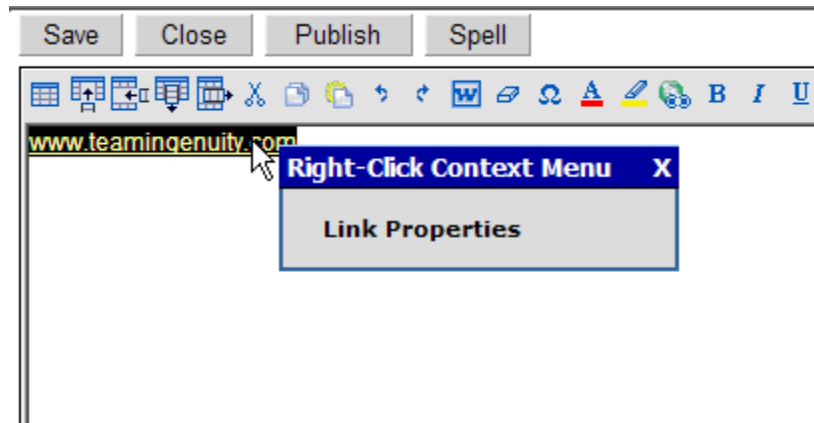 Save Close Publish Spell
W Ω A B I U
www.teamingenuity.com
Right-Click Context Menu X
Link Properties